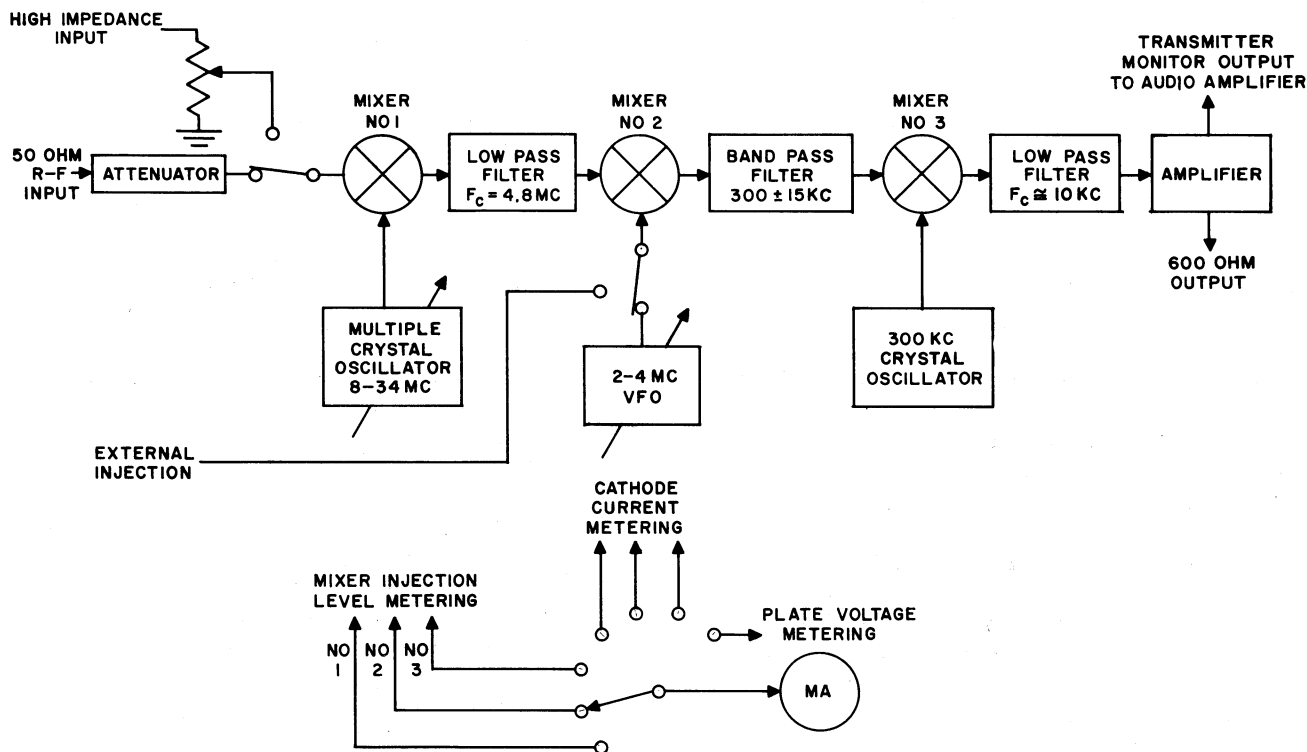 HIGH IMPEDANCE
INPUT
TRANSMITTER
MONITOR OUTPUT
TO AUDIO AMPLIFIER
MIXER
NO 1
MIXER
NO 2
MIXER
NO 3
50 OHM
R-F
INPUT
ATTENUATOR
LOW PASS
FILTER
FC = 4.8 MC
BAND PASS
FILTER
300 ± 15 KC
LOW PASS
FILTER
FC ≅ 10 KC
AMPLIFIER
600 OHM
OUTPUT
MULTIPLE
CRYSTAL
OSCILLATOR
8-34 MC
2-4 MC
VFO
300 KC
CRYSTAL
OSCILLATOR
EXTERNAL
INJECTION
CATHODE
CURRENT
METERING
MIXER INJECTION
LEVEL METERING
NO
1
NO
2
NO
3
PLATE VOLTAGE
METERING
MA